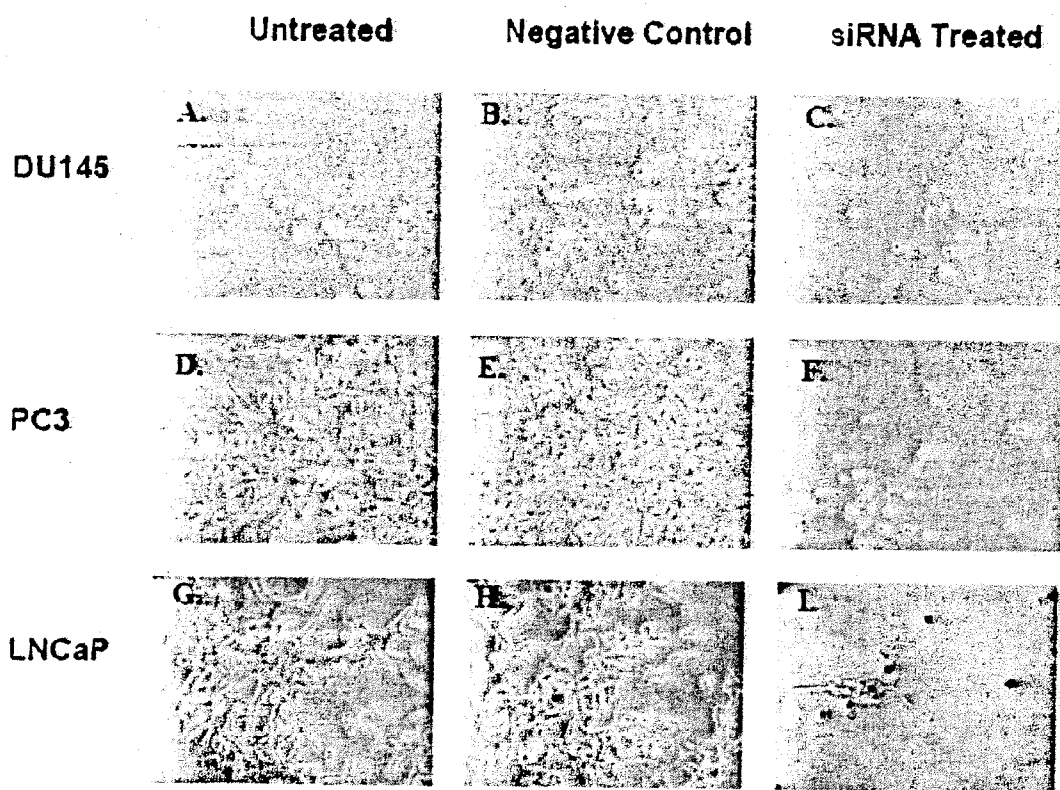 Untreated Negative Control siRNA Treated
DU145
A. B. C.
PC3
D. E. F.
LNCaP
G. H. I.